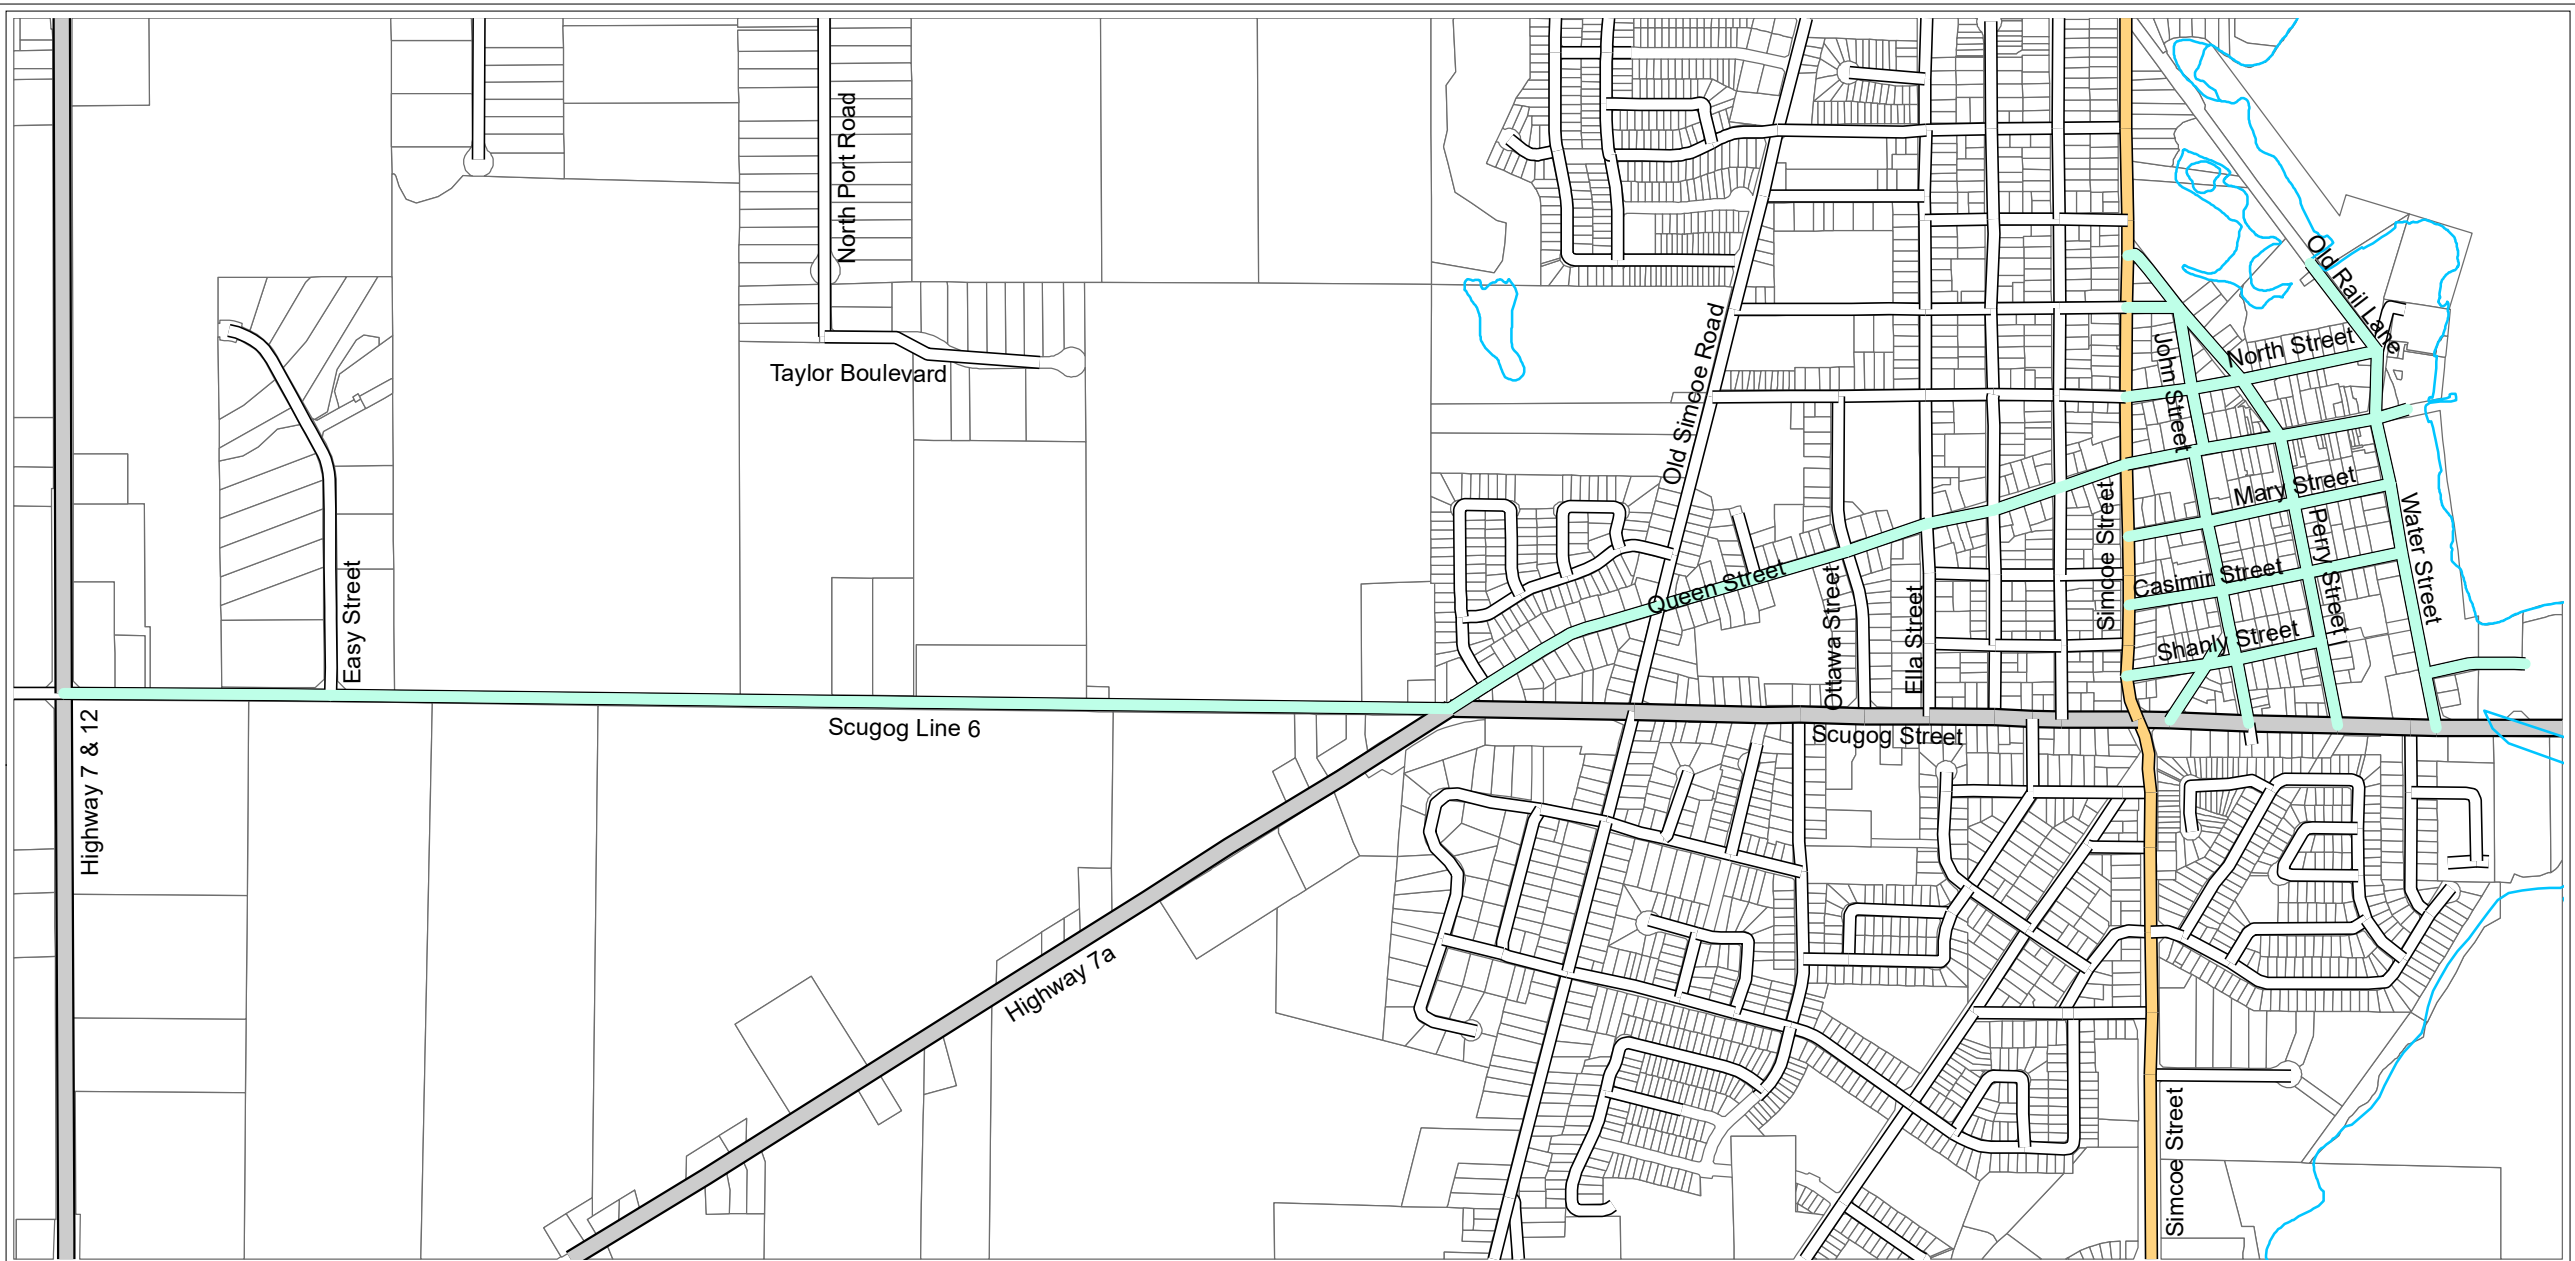 North Port Road
Old Rail Lane
North Street
John Street
Taylor Boulevard
Old Simcoe Road
Mary Street
Simcoe Street
Perry Street
Water Street
Easy Street
Queen Street
Casimir Street
Ottawa Street
Ella Street
Shanly Street
Scugog Line 6
Scugog Street
Highway 7 & 12
Highway 7a
Simcoe Street